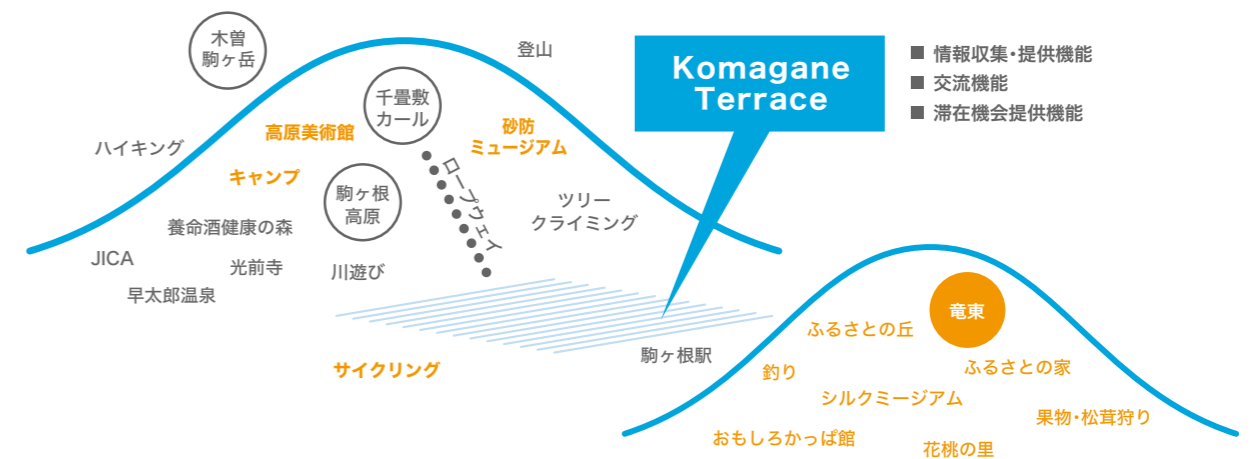 木曽
駒ヶ岳
登山
Komagane
Terrace
■ 情報収集・提供機能
■ 交流機能
■ 滞在機会提供機能
千畳敷
カール
高原美術館
砂防
ミュージアム
ハイキング
キャンプ
ロープウェイ
駒ヶ根
高原
ツリー
クライミング
養命酒健康の森
JICA
光前寺
川遊び
早太郎温泉
サイクリング
駒ヶ根駅
竜東
ふるさとの丘
釣り
ふるさとの家
シルクミージアム
果物・松茸狩り
おもしろかっぱ館
花桃の里